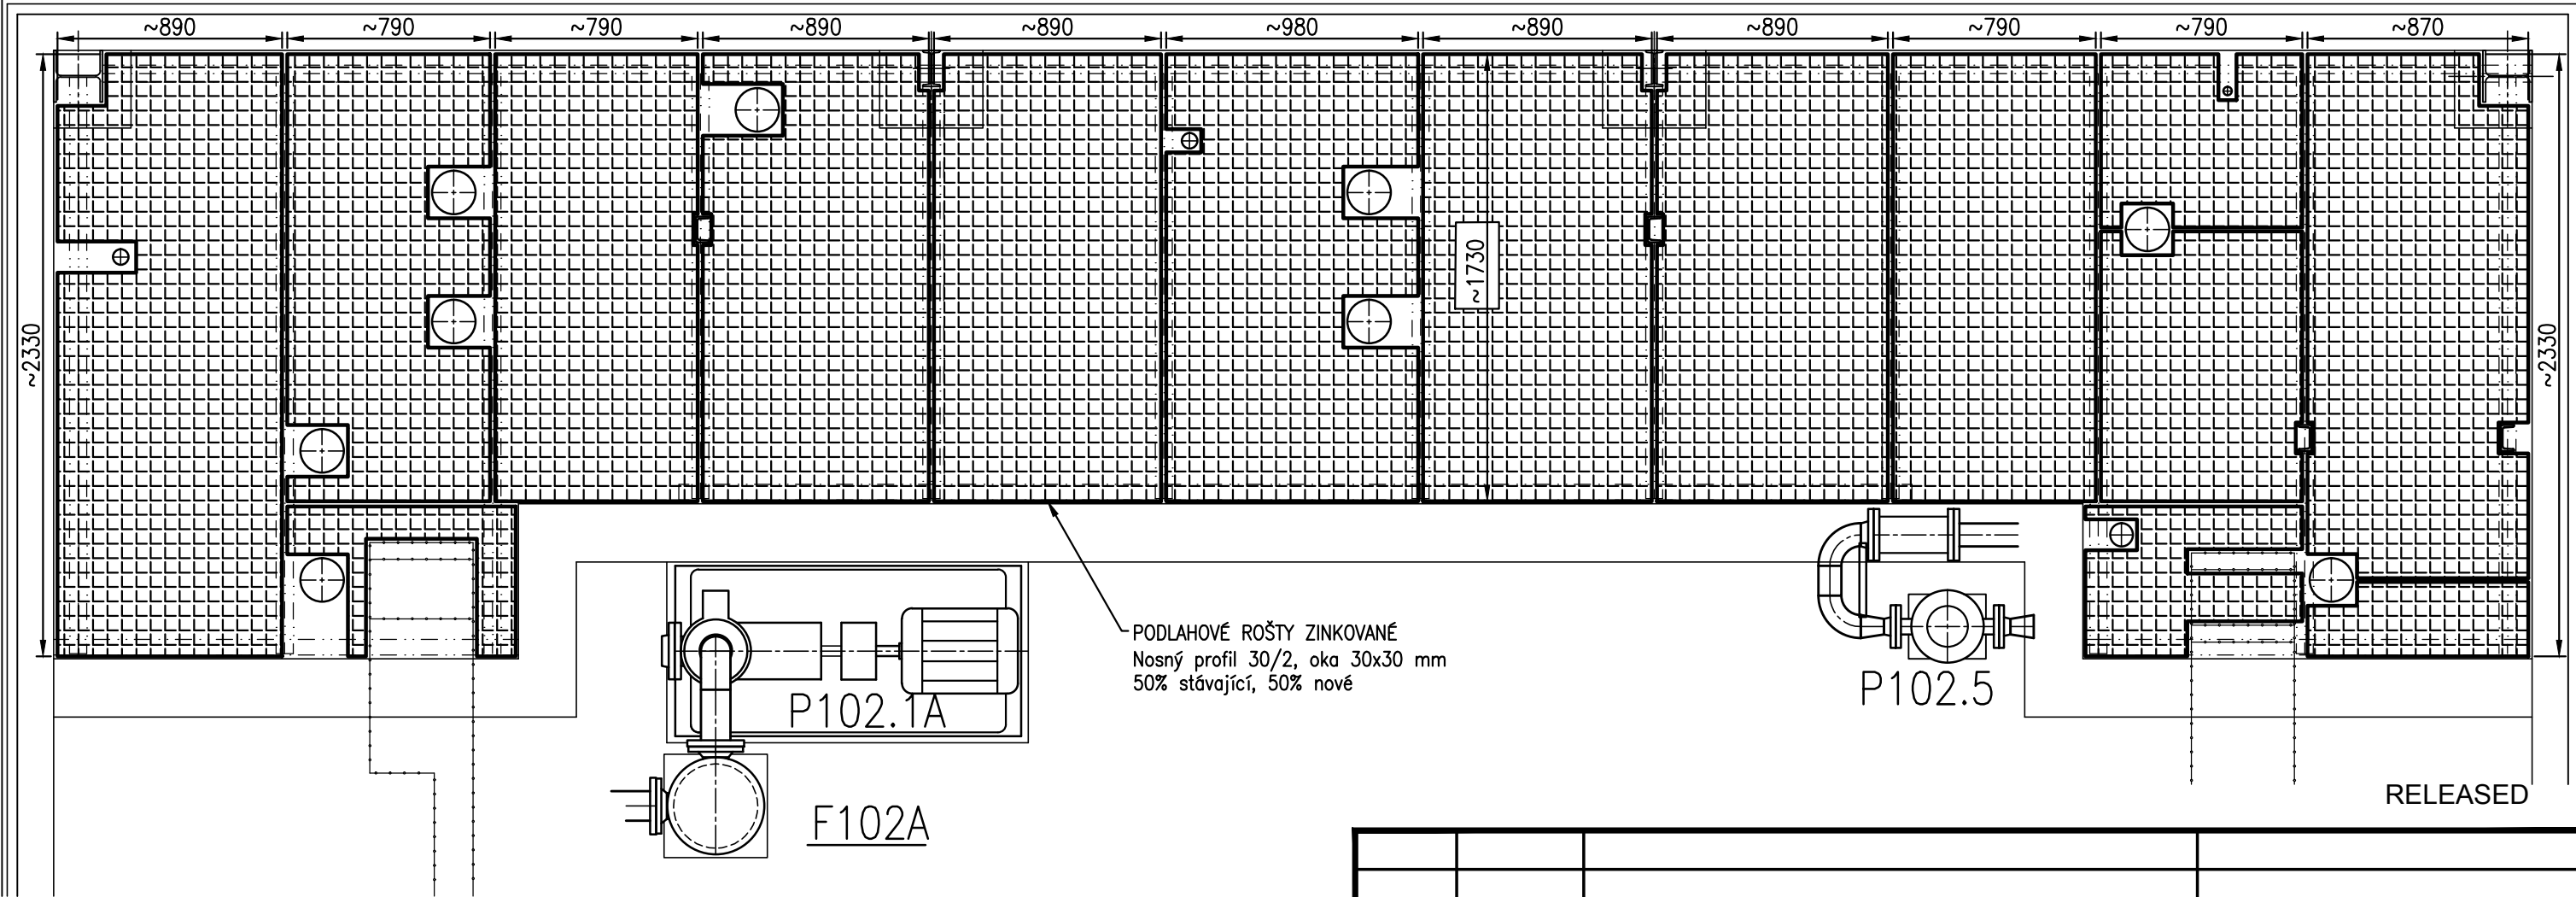 ~890
~790
~790
~890
~890
~980
~890
~890
~790
~790
~870
~2330
~1730
~2330
PODLAHOVÉ ROŠTY ZINKOVANÉ
Nosný profil 30/2, oka 30x30 mm
50% stávající, 50% nové
P102.1A
P102.5
F102A
RELEASED